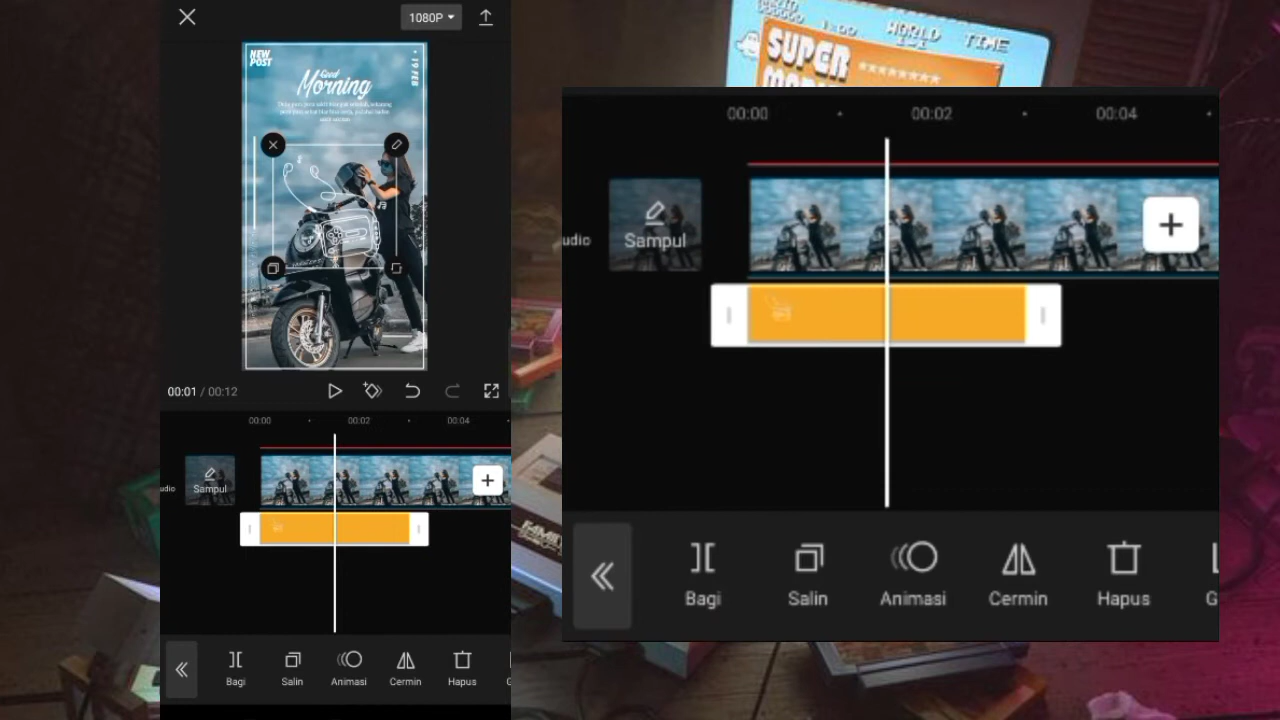 1080P
NEW
POST
Good
Morning
• 19 FEB
00:01 / 00:12
00:00
00:02
00:04
udio
Sampul
Bagi
Salin
Animasi
Cermin
Hapus
G
WORLD
TIME
SUPER
00:00
00:02
00:04
udio
Sampul
Bagi
Salin
Animasi
Cermin
Hapus
G